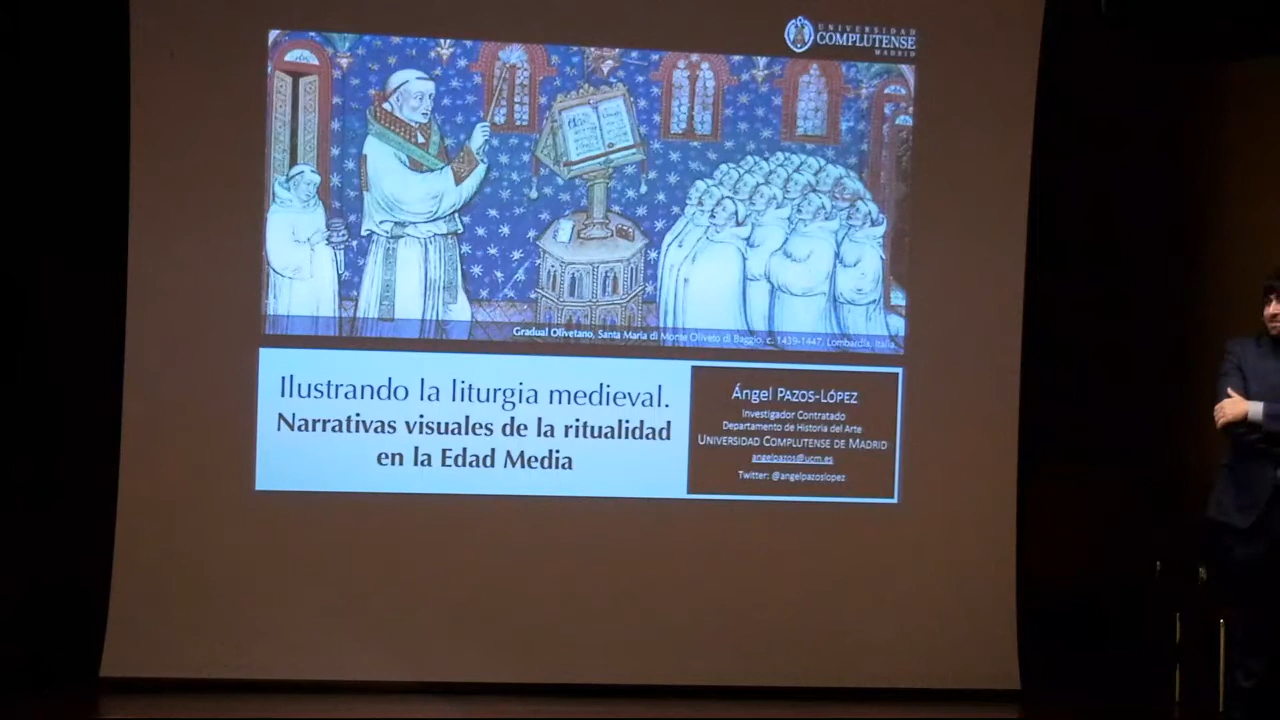 UNIVERSIDAD
COMPLUTENSE
MADRID
Gradual Olivetano, Santa Maria di Monte Oliveto di Baggio, c. 1439-1447, Lombardía, Italia
Ilustrando la liturgia medieval.
Narrativas visuales de la ritualidad
en la Edad Media
Ángel PAZOS-LÓPEZ
Investigador Contratado
Departamento de Historia del Arte
UNIVERSIDAD COMPLUTENSE DE MADRID
angelpazos@ucm.es
Twitter: @angelpazoslopez